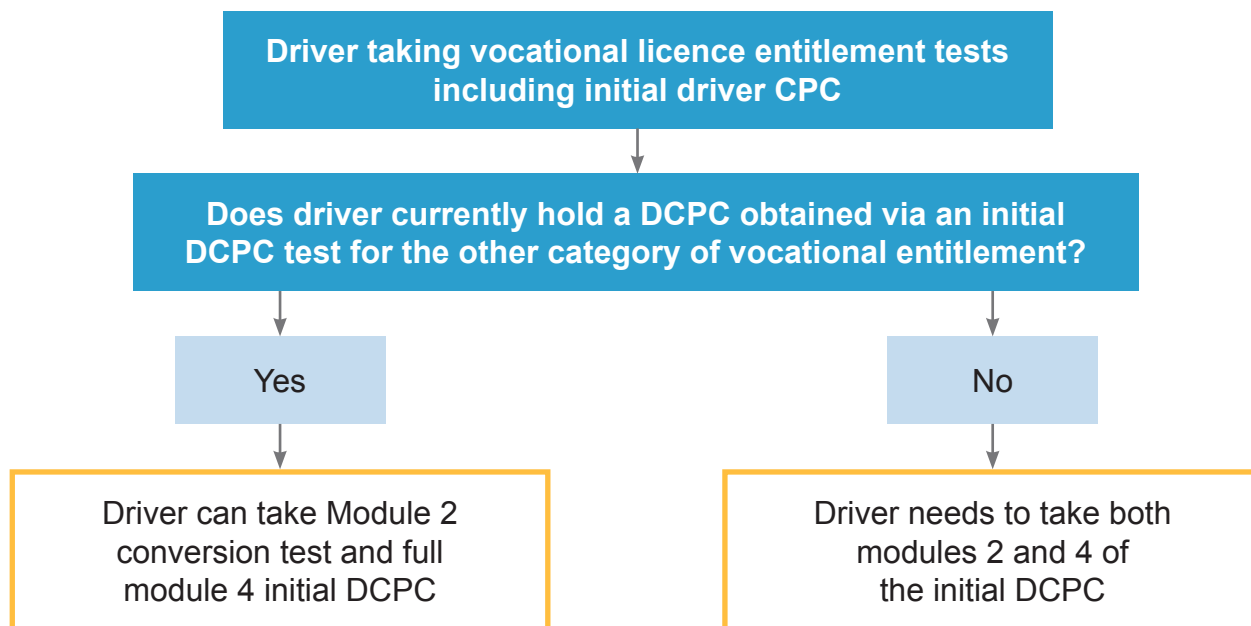 Driver taking vocational licence entitlement tests
including initial driver CPC
Does driver currently hold a DCPC obtained via an initial
DCPC test for the other category of vocational entitlement?
Yes
No
Driver can take Module 2
conversion test and full
module 4 initial DCPC
Driver needs to take both
modules 2 and 4 of
the initial DCPC